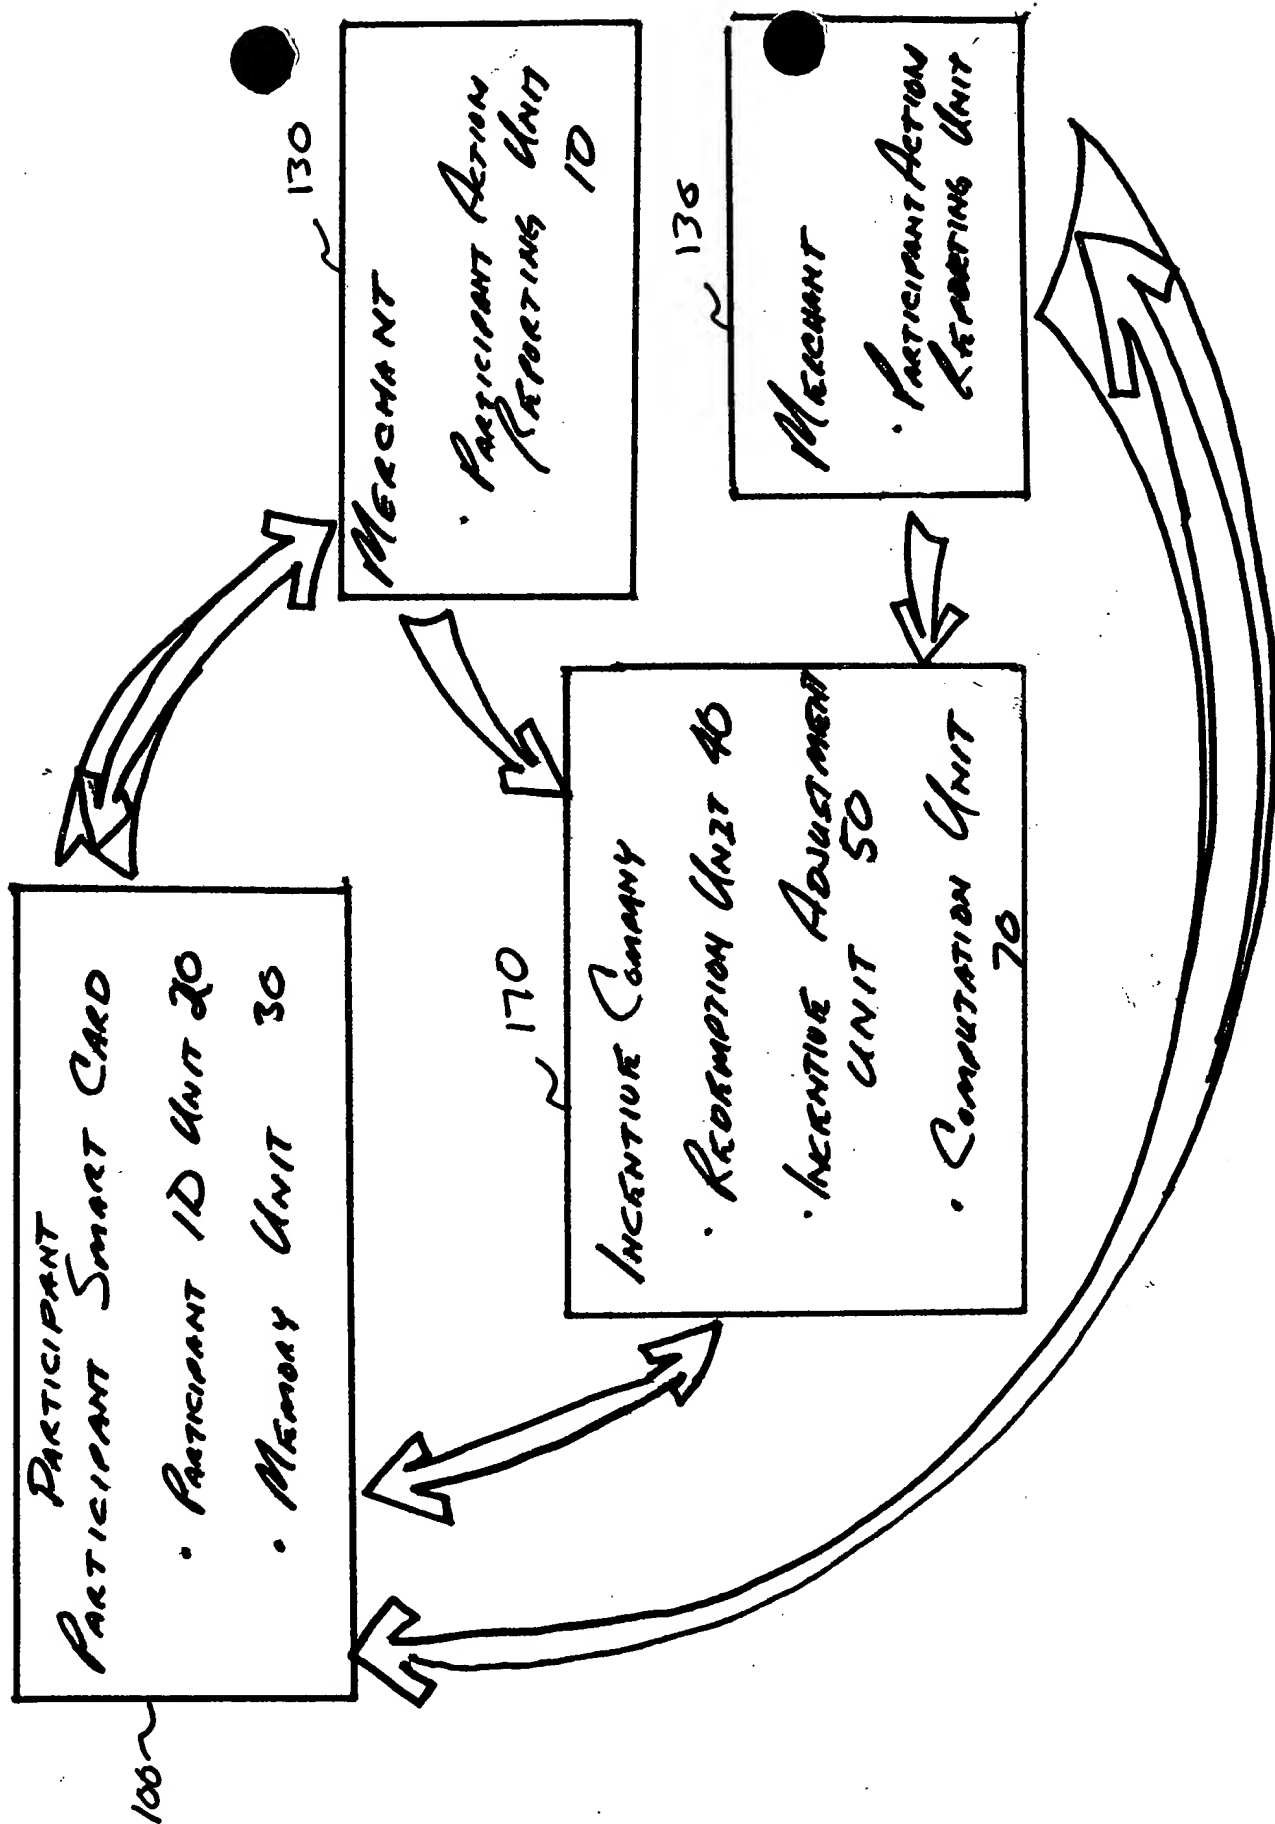 100
PARTICIPANT
PARTICIPANT SMART CARD
• PARTICIPANT ID UNIT 20
• MEMORY UNIT 30
130
MERCHANT
• PARTICIPANT ACTION
REPORTING UNIT
10
170
INCENTIVE COMPANY
• REDEMPTION UNIT 40
• INCENTIVE ADJUSTMENT
UNIT 50
• COMPUTATION UNIT
70
130
MERCHANT
• PARTICIPANT ACTION
REPORTING UNIT